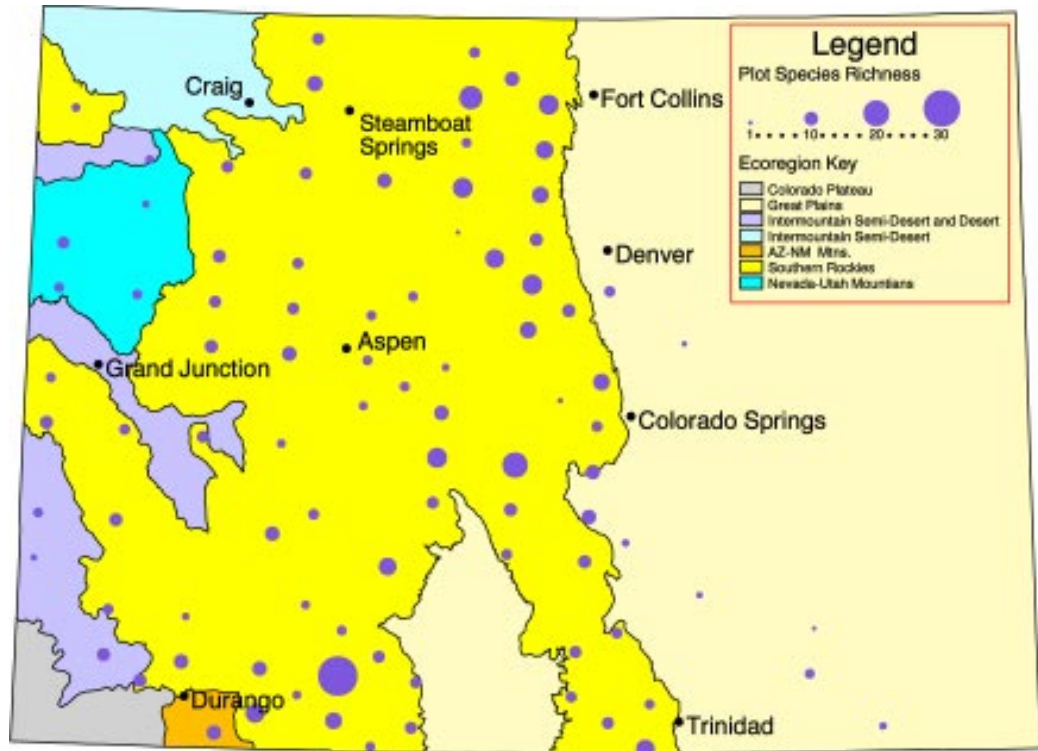 Legend
Plot Species Richness
1 • • • • 10 • • • • 20 • • • • 30
Ecoregion Key
Colorado Plateau
Great Plains
Intermountain Semi-Desert and Desert
Intermountain Semi-Desert
AZ-NM Mtns.
Southern Rockies
Nevada-Utah Mountians
Craig
Steamboat
Springs
Fort Collins
Denver
Aspen
Grand Junction
Colorado Springs
Durango
Trinidad